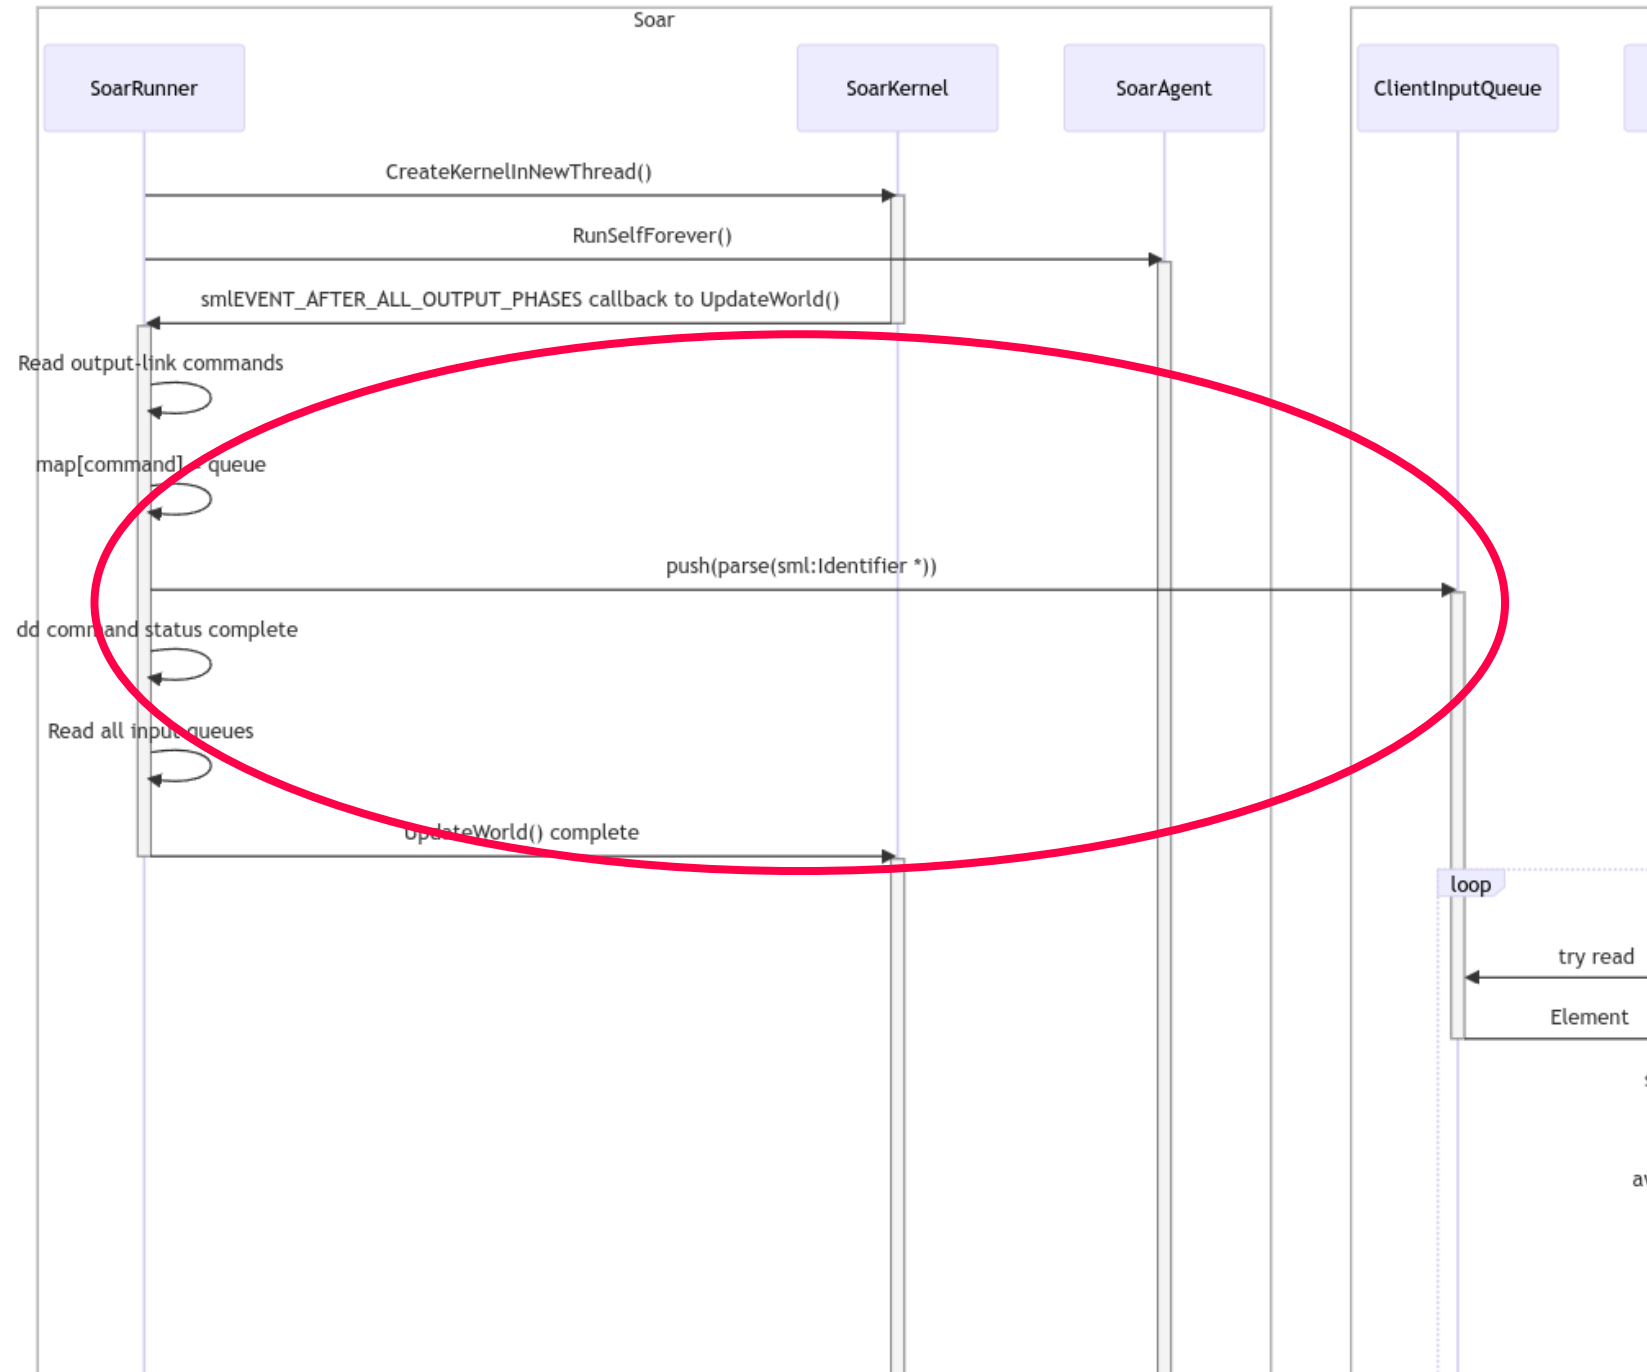 Soar
SoarRunner
SoarKernel
SoarAgent
ClientInputQueue
CreateKernelInNewThread()
RunSelfForever()
smlEVENT_AFTER_ALL_OUTPUT_PHASES callback to UpdateWorld()
Read output-link commands
map[command] - queue
push(parse(sml:Identifier *))
dd command status complete
Read all input queues
UpdateWorld() complete
loop
try read
Element